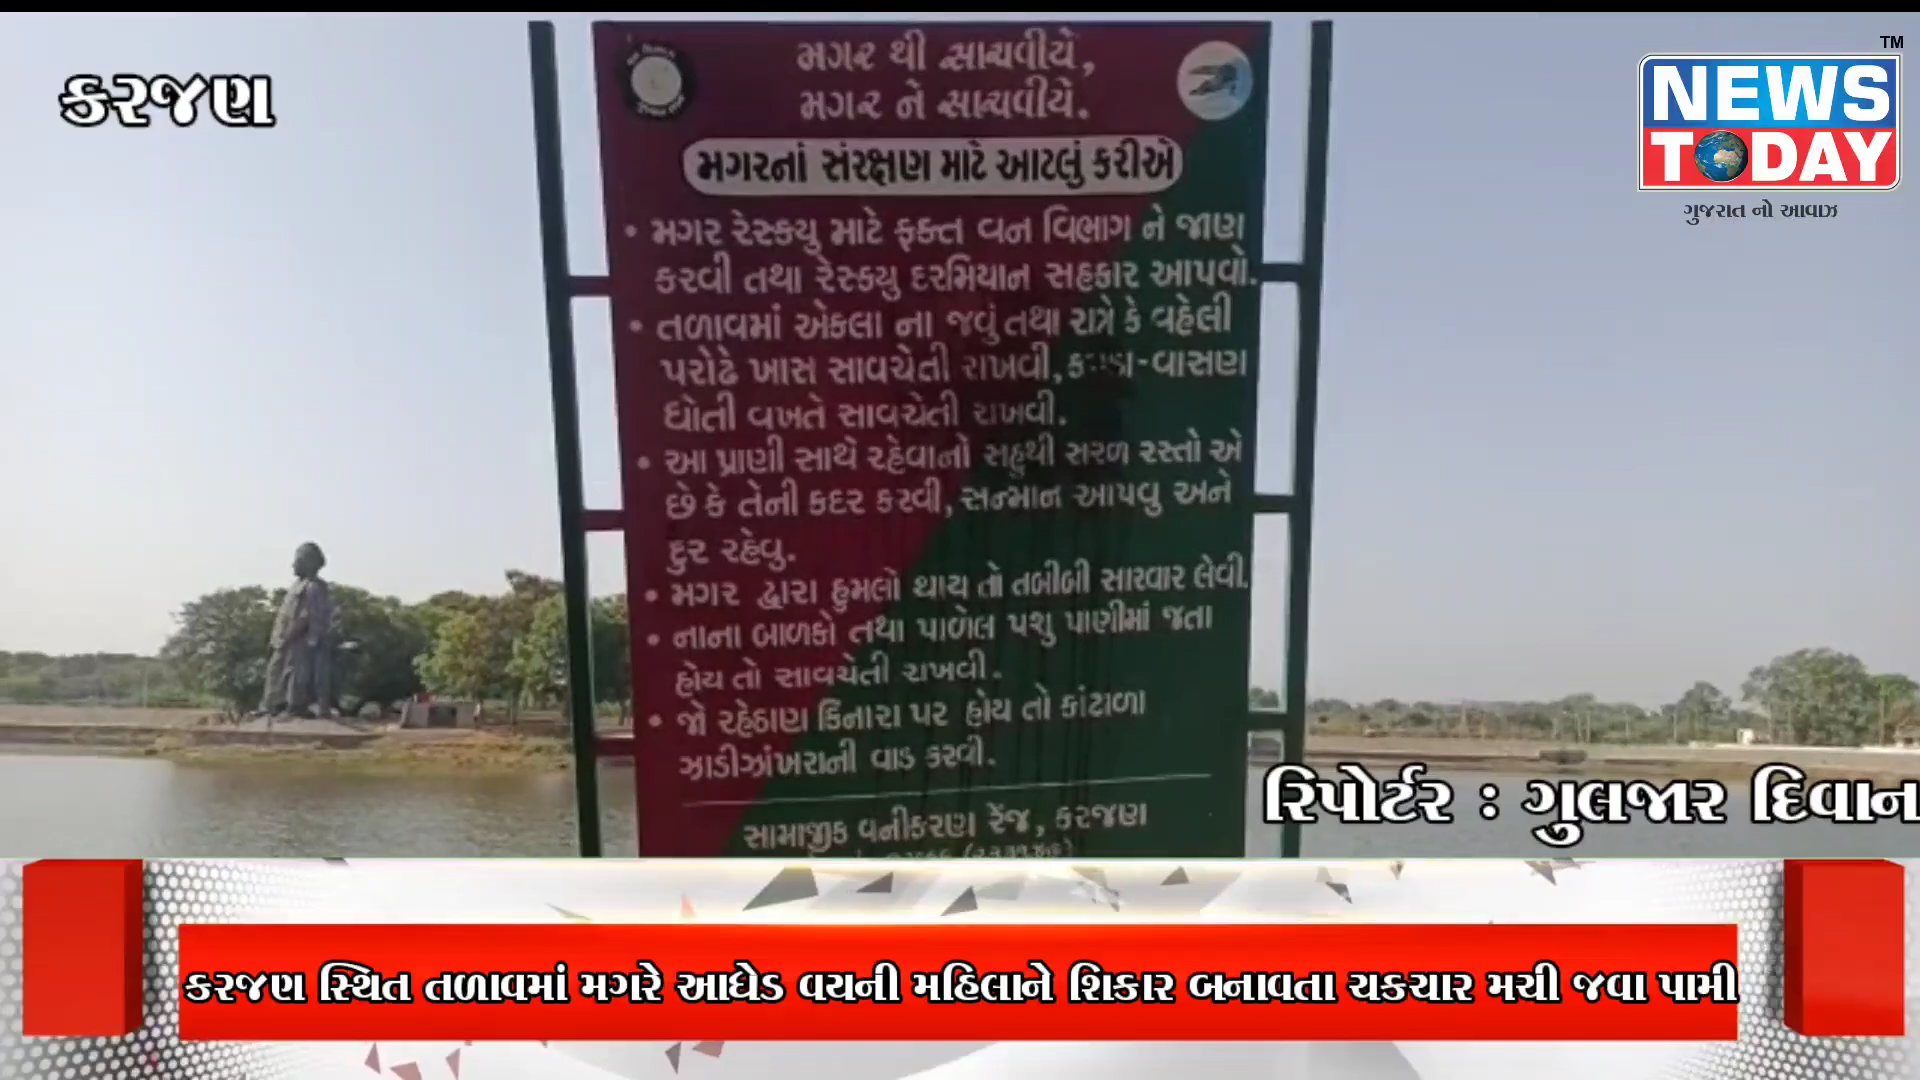 કરજણ
TM
NEWS
TODAY
ગુજરાત નો આવાઝ
મગર થી સાચવીયે,
મગર ને સાચવીયે.
મગરનાં સંરક્ષણ માટે આટલું કરીએ
• મગર રેસ્ક્યુ માટે ફક્ત વન વિભાગ ને જાણ
કરવી તથા રેસ્ક્યુ દરમિયાન સહકાર આપવો.
• તળાવમાં એકલા ના જવું તથા રાત્રે કે વહેલી
પરોઢે ખાસ સાવચેતી રાખવી, કપડા-વાસણ
ધોતી વખતે સાવચેતી રાખવી.
• આ પ્રાણી સાથે રહેવાનો સહુથી સરળ રસ્તો એ
છે કે તેની કદર કરવી, સન્માન આપવુ અને
દુર રહેવુ.
• મગર દ્વારા હુમલો થાય તો તબીબી સારવાર લેવી.
• નાના બાળકો તથા પાળેલ પશુ પાણીમાં જતા
હોય તો સાવચેતી રાખવી.
• જો રહેઠાણ કિનારા પર હોય તો કાંટાળા
ઝાડીઝાંખરાની વાડ કરવી.
સામાજીક વનીકરણ રેંજ, કરજણ
રિપોર્ટર : ગુલજાર દિવાન
કરજણ સ્થિત તળાવમાં મગરે આધેડ વયની મહિલાને શિકાર બનાવતા ચકચાર મચી જવા પામી